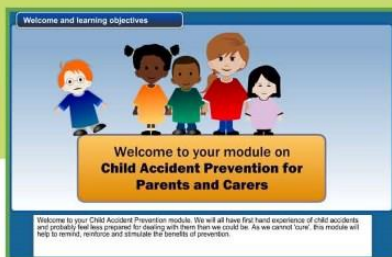 Welcome and learning objectives
Welcome to your module on
Child Accident Prevention for
Parents and Carers
Welcome to your Child Accident Prevention module. We will all have first hand experience of child accidents
and probably feel less prepared for dealing with them than we could be. As we cannot 'cure', this module will
help to remind, reinforce and stimulate the benefits of prevention.